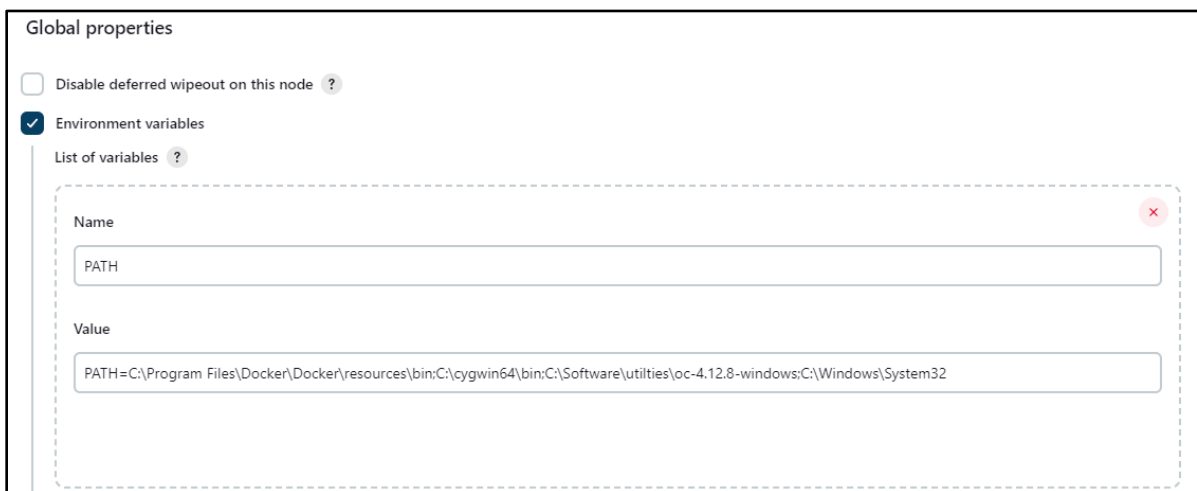 Global properties
Disable deferred wipeout on this node ?
Environment variables
List of variables ?
Name
PATH
Value
PATH=C:\Program Files\Docker\Docker\resources\bin;C:\cygwin64\bin;C:\Software\utilties\oc-4.12.8-windows;C:\Windows\System32